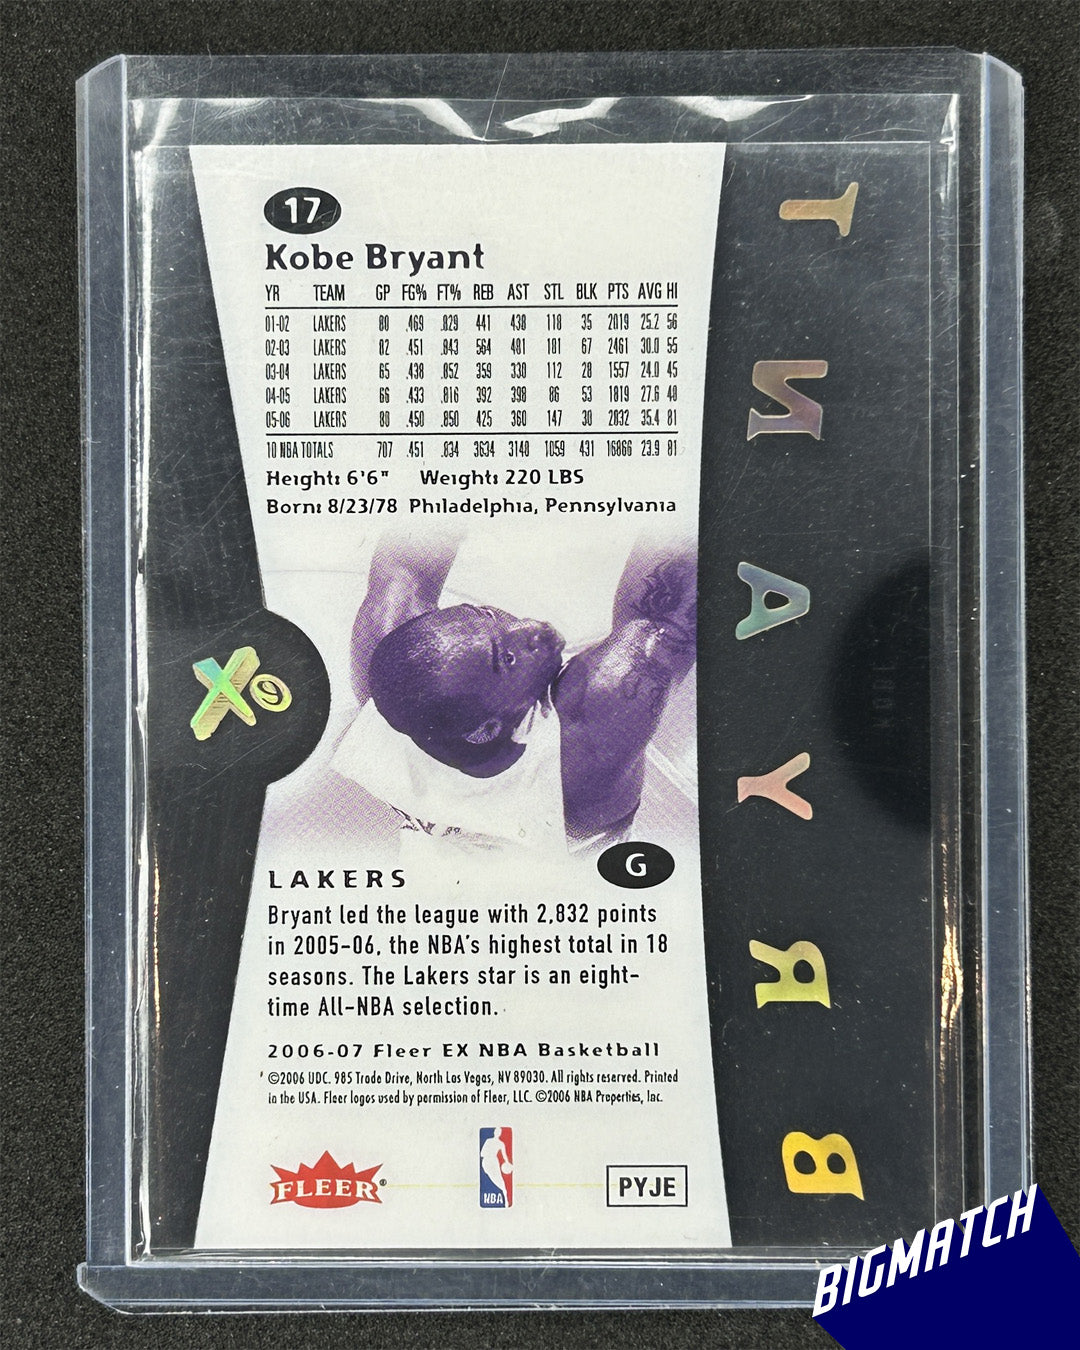 17
Kobe Bryant
YR TEAM GP FG% FT% REB AST STL BLK PTS AVG HI
01-02 LAKERS 80 .469 .829 441 438 118 35 2019 25.2 56
02-03 LAKERS 82 .451 .843 564 481 181 67 2461 30.0 55
03-04 LAKERS 65 .438 .852 359 330 112 28 1557 24.0 45
04-05 LAKERS 66 .433 .816 392 398 86 53 1819 27.6 48
05-06 LAKERS 80 .450 .850 425 360 147 30 2832 35.4 81
10 NBA TOTALS 707 .451 .834 3634 3140 1059 431 16866 23.9 81
Height: 6'6" Weight: 220 LBS
Born: 8/23/78 Philadelphia, Pennsylvania
BRYANT
EX
G
LAKERS
Bryant led the league with 2,832 points
in 2005-06, the NBA's highest total in 18
seasons. The Lakers star is an eight-
time All-NBA selection.
2006-07 Fleer EX NBA Basketball
©2006 UDC. 985 Trade Drive, North Las Vegas, NV 89030. All rights reserved. Printed
in the USA. Fleer logos used by permission of Fleer, LLC. ©2006 NBA Properties, Inc.
FLEER®
NBA
PYJE
BIGMATCH